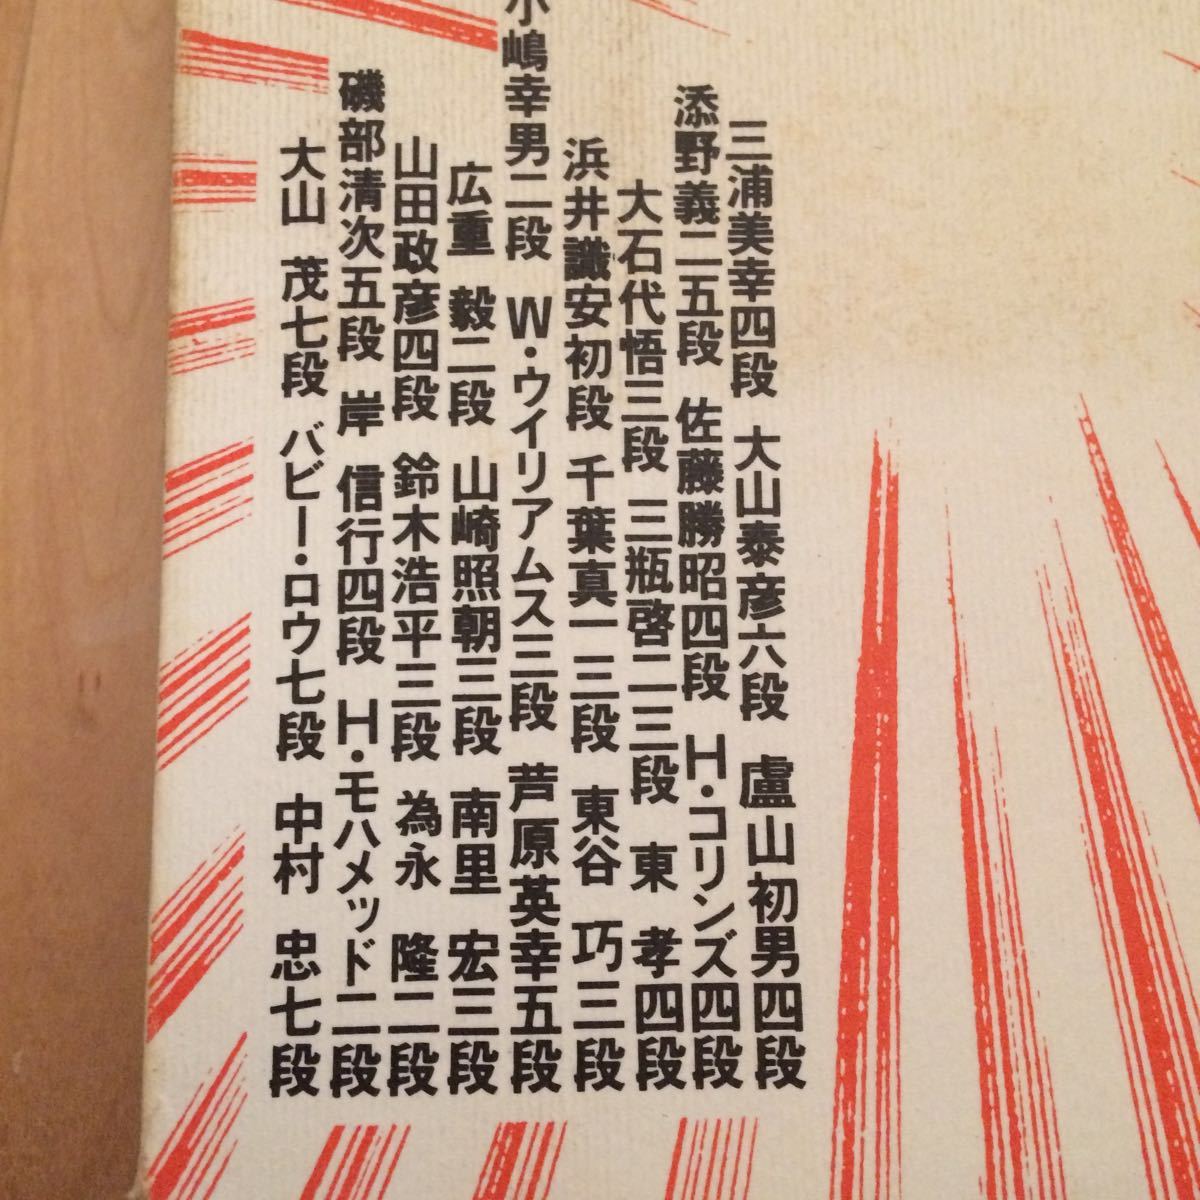 三浦美幸四段 大山泰彦六段 盧山初男四段
添野義二五段 佐藤勝昭四段 H・コリンズ四段
大石代悟三段 三瓶啓二三段 東 孝四段
浜井識安初段 千葉真一三段 東谷 巧三段
小嶋幸男二段 W・ウイリアムス三段 芦原英幸五段
広重 毅二段 山崎照朝三段 南里 宏三段
山田政彦四段 鈴木浩平三段 為永 隆二段
磯部清次五段 岸 信行四段 H・モハメッド二段
大山 茂七段 バビー・ロウ七段 中村 忠七段